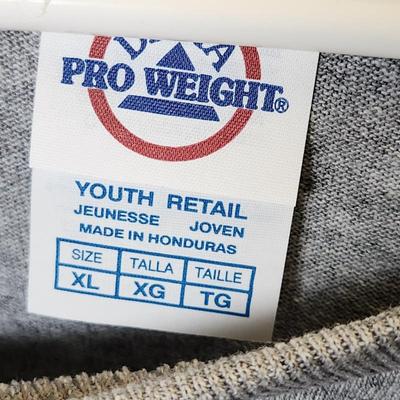 PRO WEIGHT®
YOUTH RETAIL
JEUNESSE JOVEN
MADE IN HONDURAS
SIZE TALLA TAILLE
XL XG TG